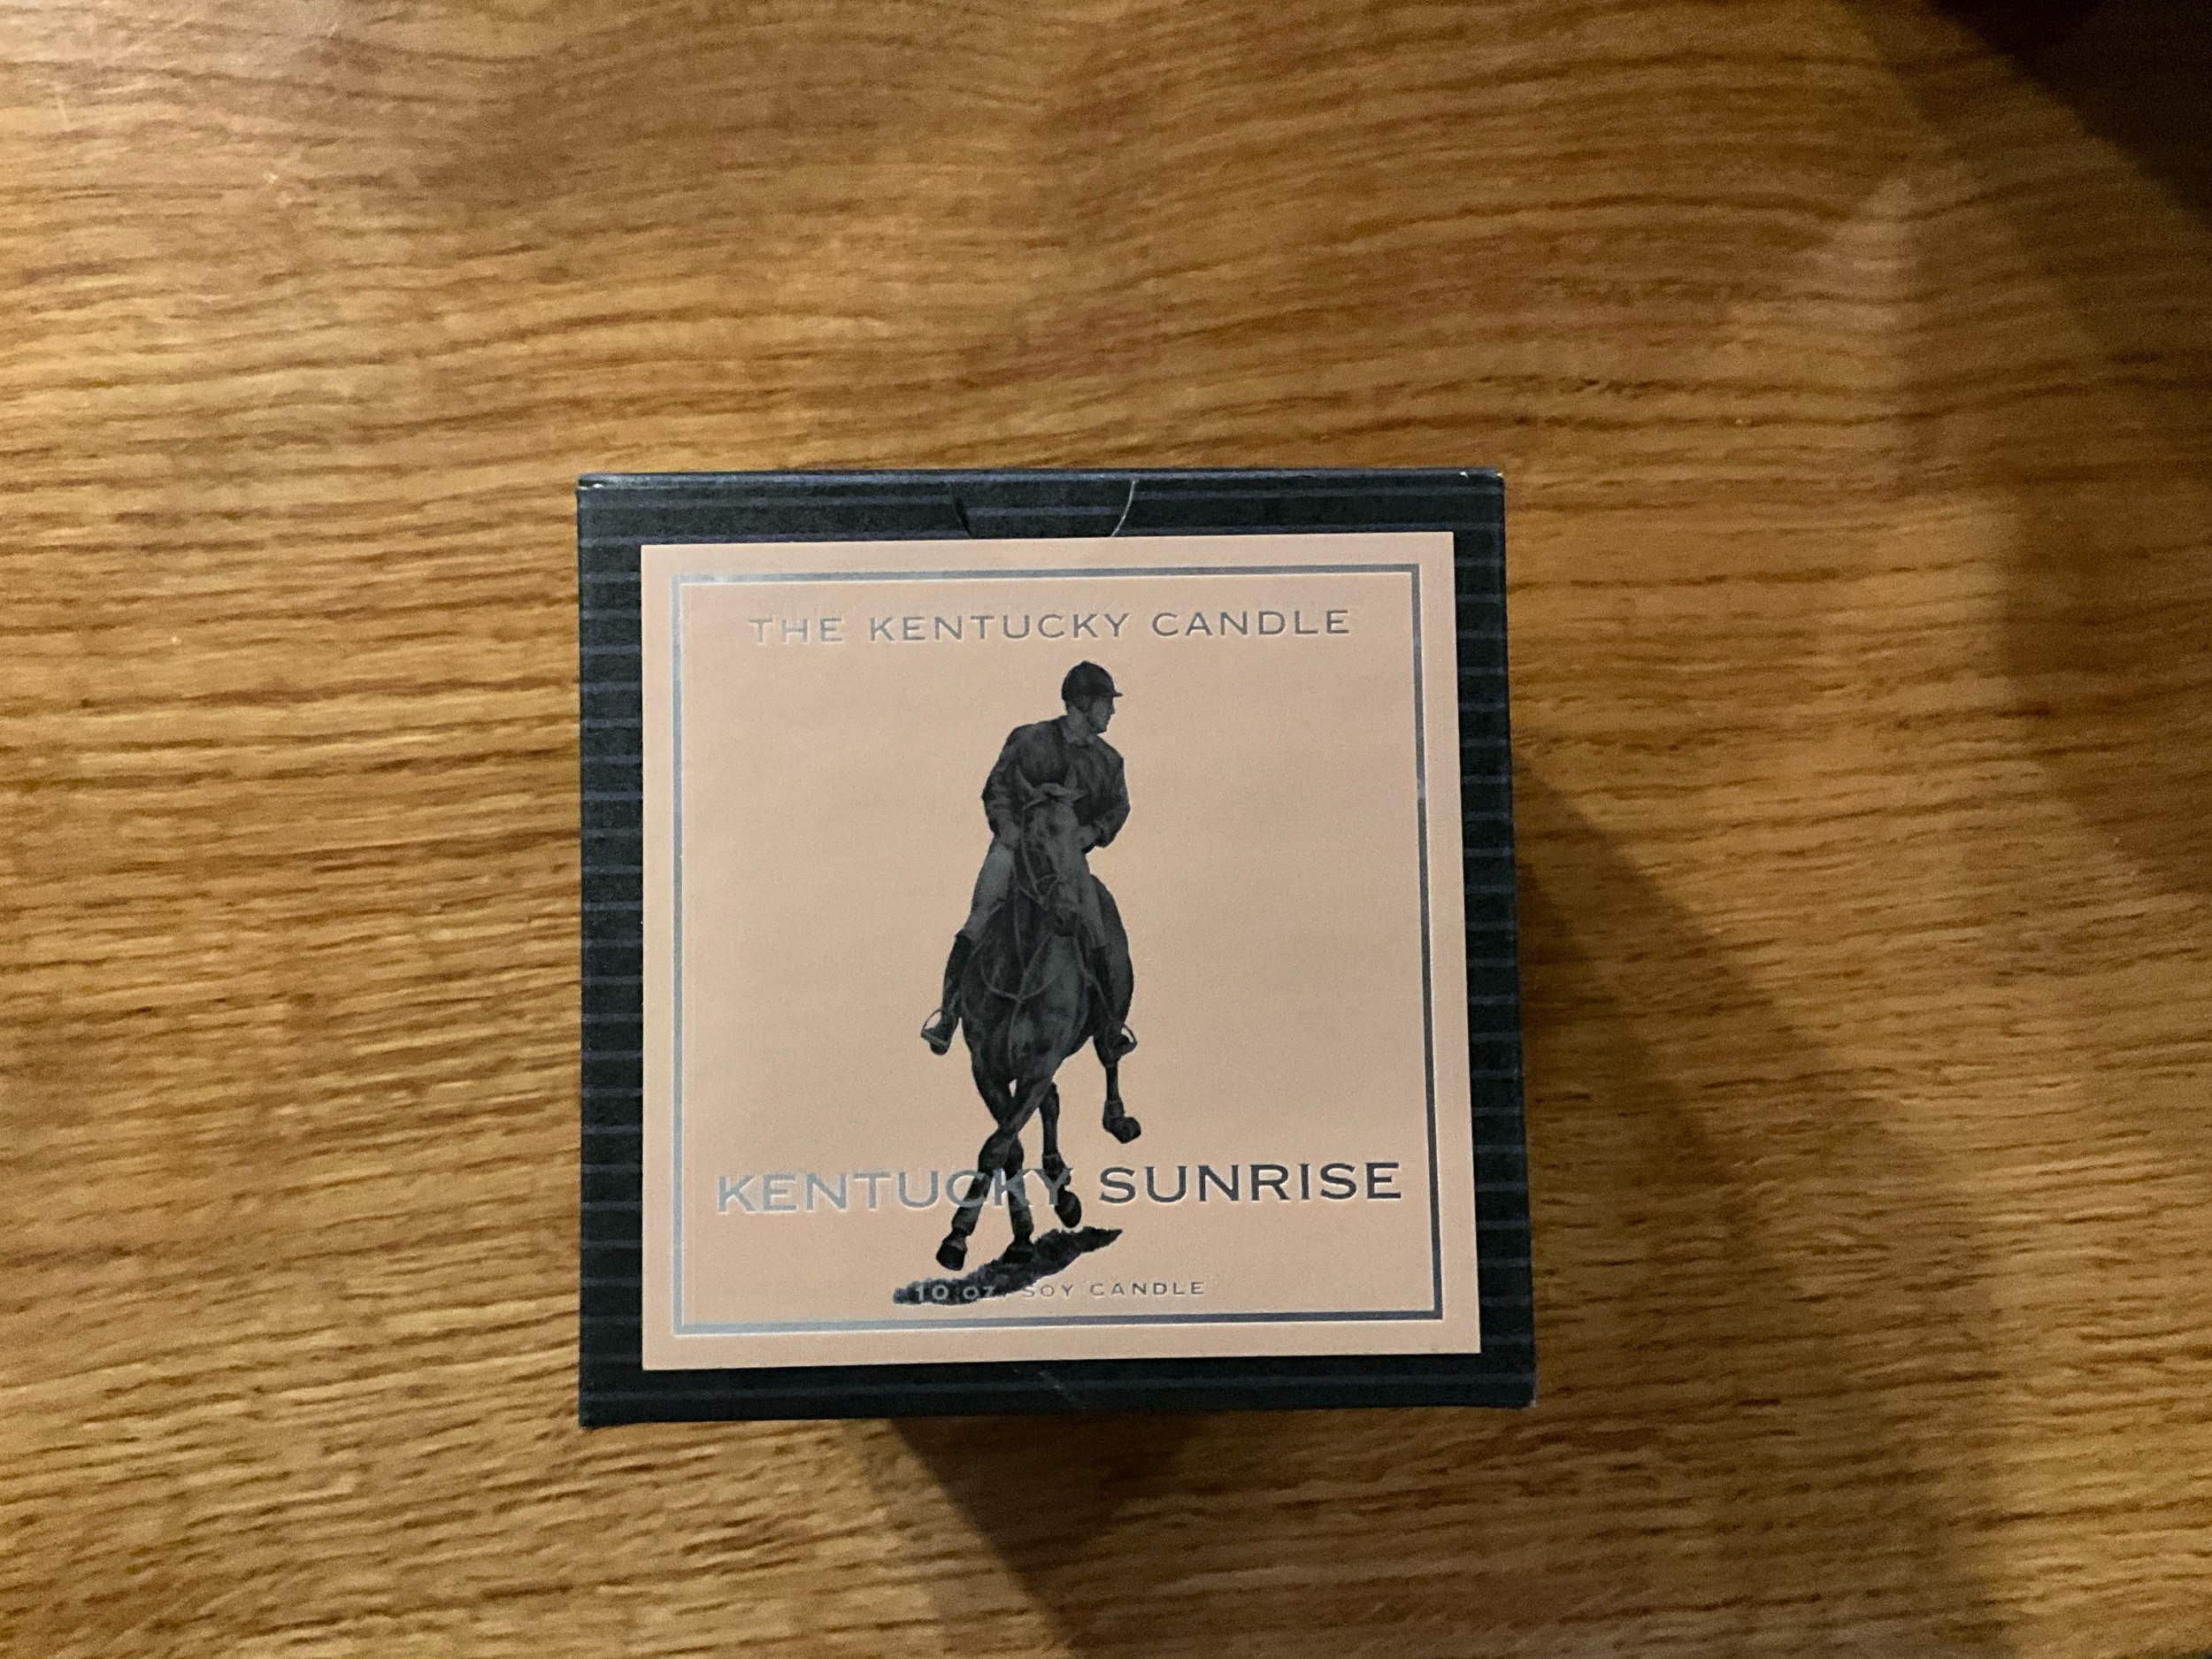 THE KENTUCKY CANDLE
KENTUCKY SUNRISE
10 OZ. SOY CANDLE